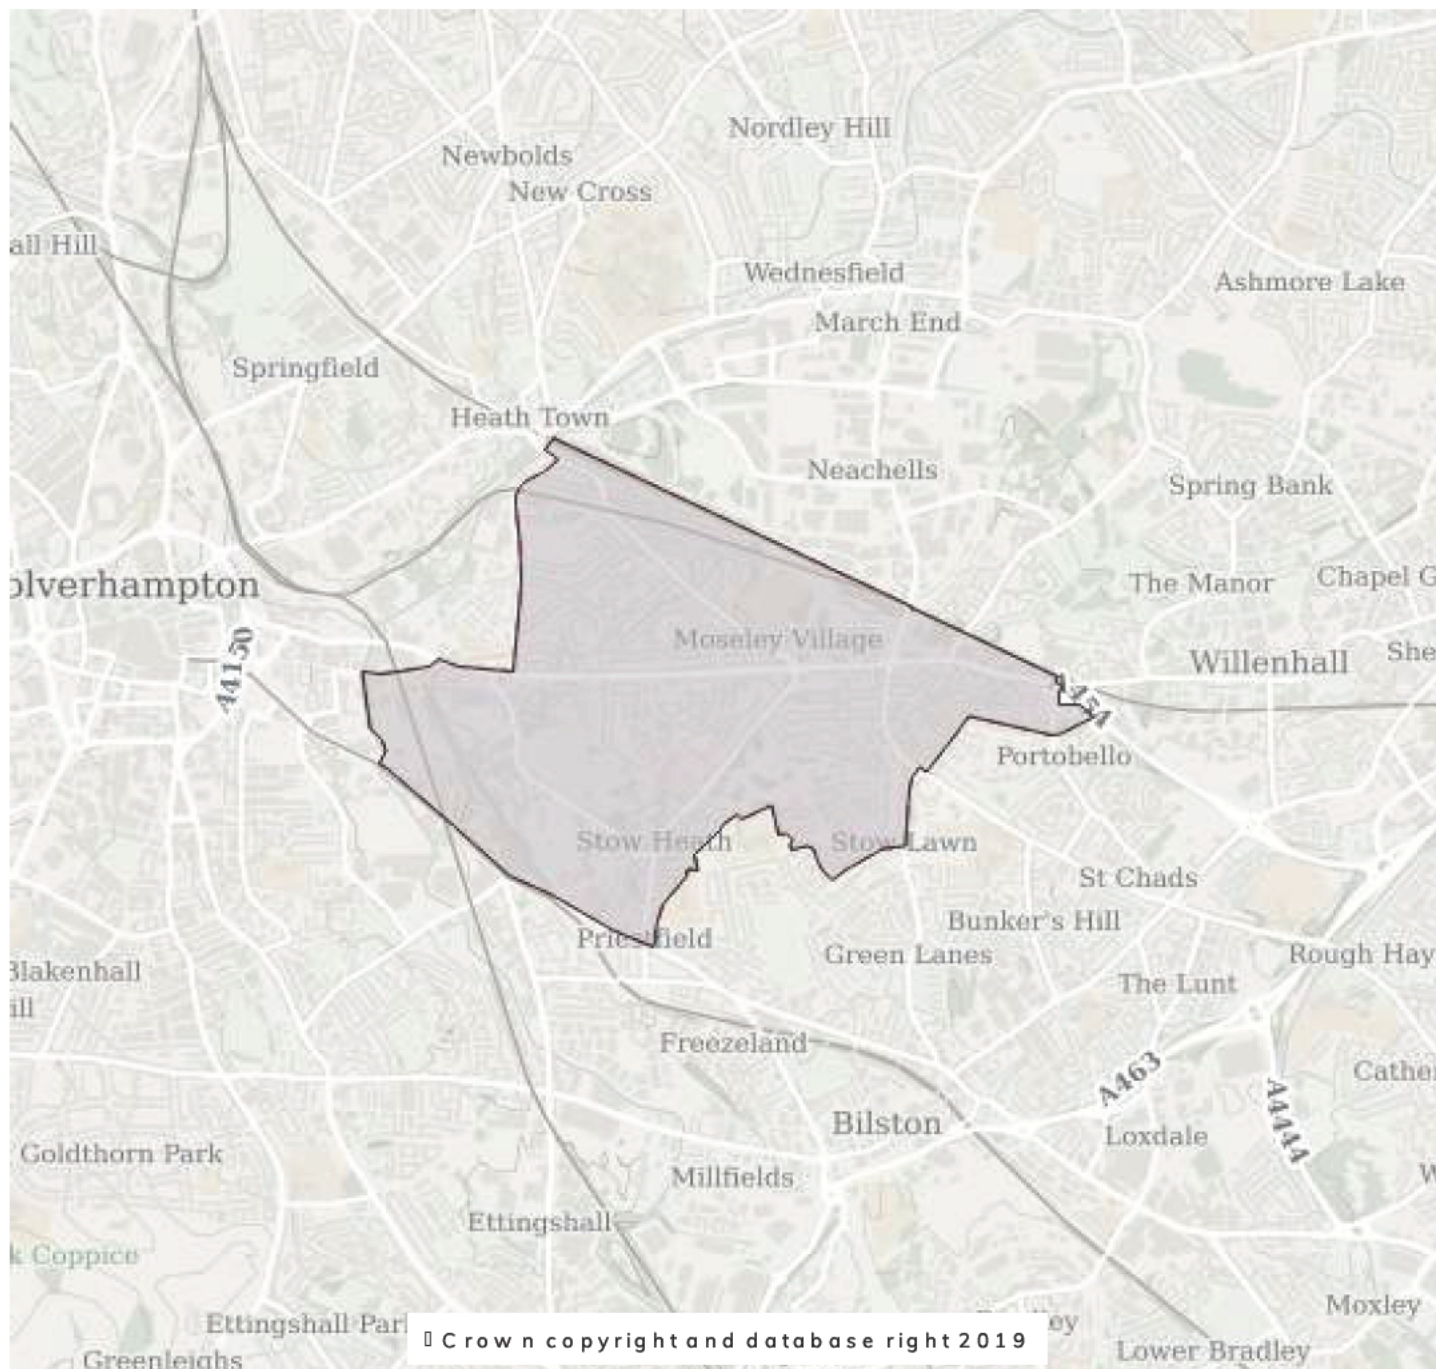 Nordley Hill
Newbolds
New Cross
all Hill
Wednesfield
Ashmore Lake
March End
Springfield
Heath Town
Neachells
Spring Bank
The Manor
Chapel G
olverhampton
Moseley Village
A4150
Willenhall
She
454
Portobello
Stow Heath
Stow Lawn
St Chads
Bunker's Hill
Priestfield
Green Lanes
Rough Hay
Blakenhall
ill
The Lunt
Freezeland
A463
Cather
A4444
Bilston
Loxdale
Goldthorn Park
Millfields
W
Ettingshall
k Coppice
Moxley
Ettingshall Park
ey
Crown copyright and database right 2019
Lower Bradley
Greenleighs